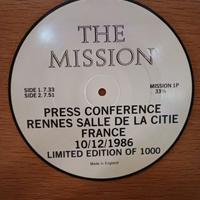 THE
MISSION
SIDE 1.7.33
SIDE 2.7.51
MISSION 1P
33⅓
PRESS CONFERENCE
RENNES SALLE DE LA CITIE
FRANCE
10/12/1986
LIMITED EDITION OF 1000
Made in England